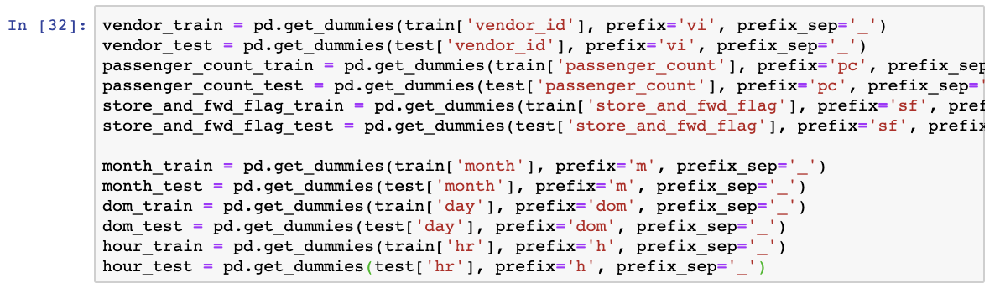 In [32]:
vendor_train = pd.get_dummies(train['vendor_id'], prefix='vi', prefix_sep='_')
vendor_test = pd.get_dummies(test['vendor_id'], prefix='vi', prefix_sep='_')
passenger_count_train = pd.get_dummies(train['passenger_count'], prefix='pc', prefix_sep
passenger_count_test = pd.get_dummies(test['passenger_count'], prefix='pc', prefix_sep='
store_and_fwd_flag_train = pd.get_dummies(train['store_and_fwd_flag'], prefix='sf', pref
store_and_fwd_flag_test = pd.get_dummies(test['store_and_fwd_flag'], prefix='sf', prefix
month_train = pd.get_dummies(train['month'], prefix='m', prefix_sep='_')
month_test = pd.get_dummies(test['month'], prefix='m', prefix_sep='_')
dom_train = pd.get_dummies(train['day'], prefix='dom', prefix_sep='_')
dom_test = pd.get_dummies(test['day'], prefix='dom', prefix_sep='_')
hour_train = pd.get_dummies(train['hr'], prefix='h', prefix_sep='_')
hour_test = pd.get_dummies(test['hr'], prefix='h', prefix_sep='_')